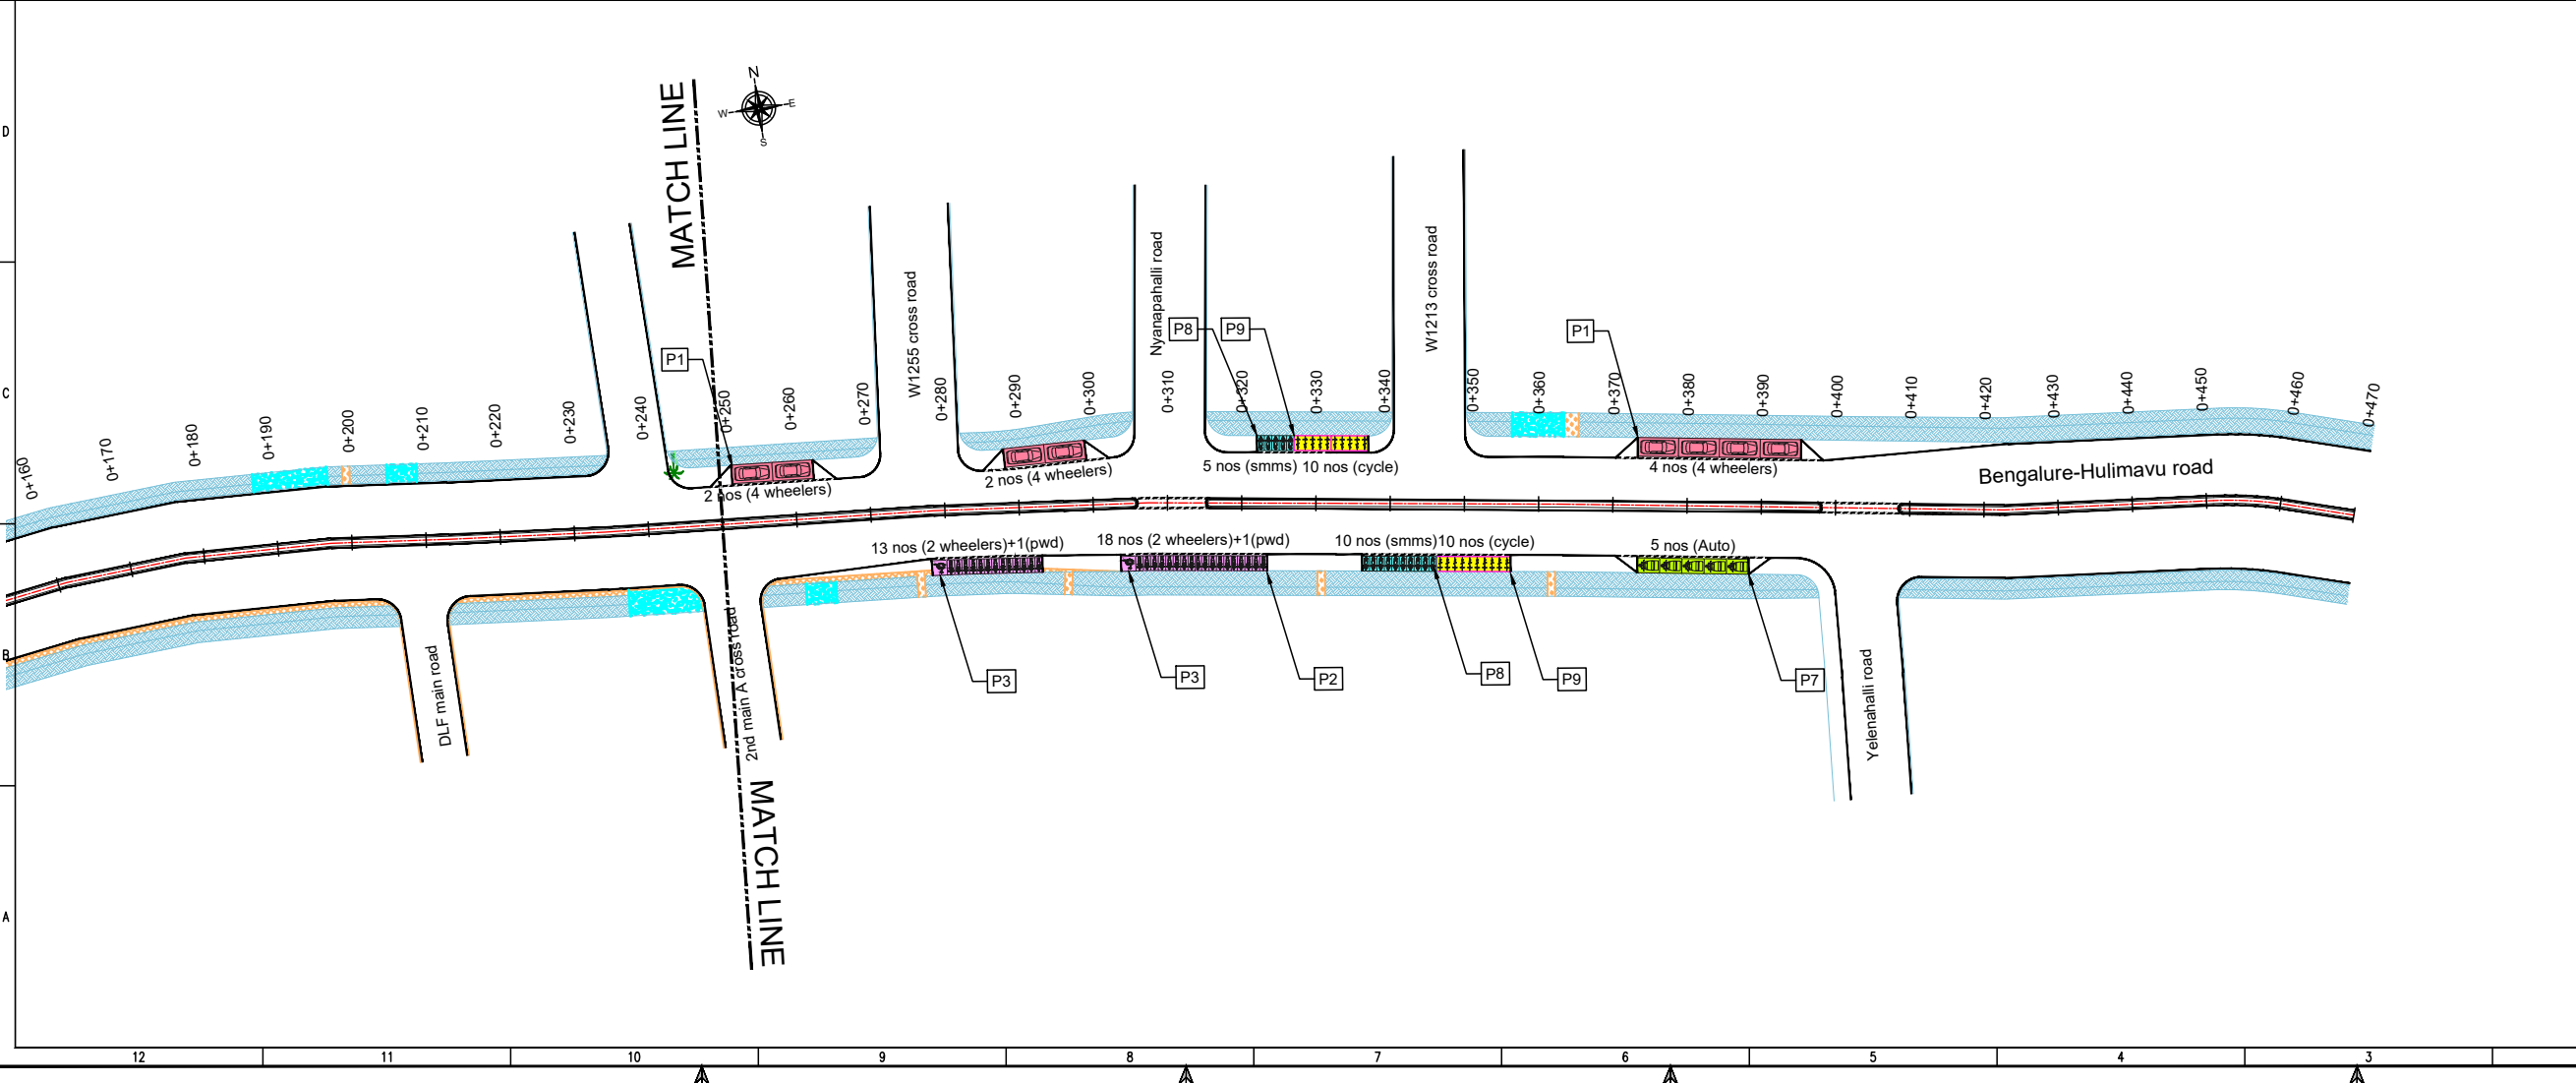 N
W
E
S
MATCH LINE
D
C
B
A
W1255 cross road
Nyanapahalli road
W1213 cross road
P8
P9
P1
P1
0+160
0+170
0+180
0+190
0+200
0+210
0+220
0+230
0+240
0+250
0+260
0+270
0+280
0+290
0+300
0+310
0+320
0+330
0+340
0+350
0+360
0+370
0+380
0+390
0+400
0+410
0+420
0+430
0+440
0+450
0+460
0+470
2 nos (4 wheelers)
2 nos (4 wheelers)
5 nos (smms)
10 nos (cycle)
4 nos (4 wheelers)
Bengalure-Hulimavu road
13 nos (2 wheelers)+1(pwd)
18 nos (2 wheelers)+1(pwd)
10 nos (smms)
10 nos (cycle)
5 nos (Auto)
P3
P3
P2
P8
P9
P7
DLF main road
2nd main A cross road
Yelenahalli road
MATCH LINE
12
11
10
9
8
7
6
5
4
3